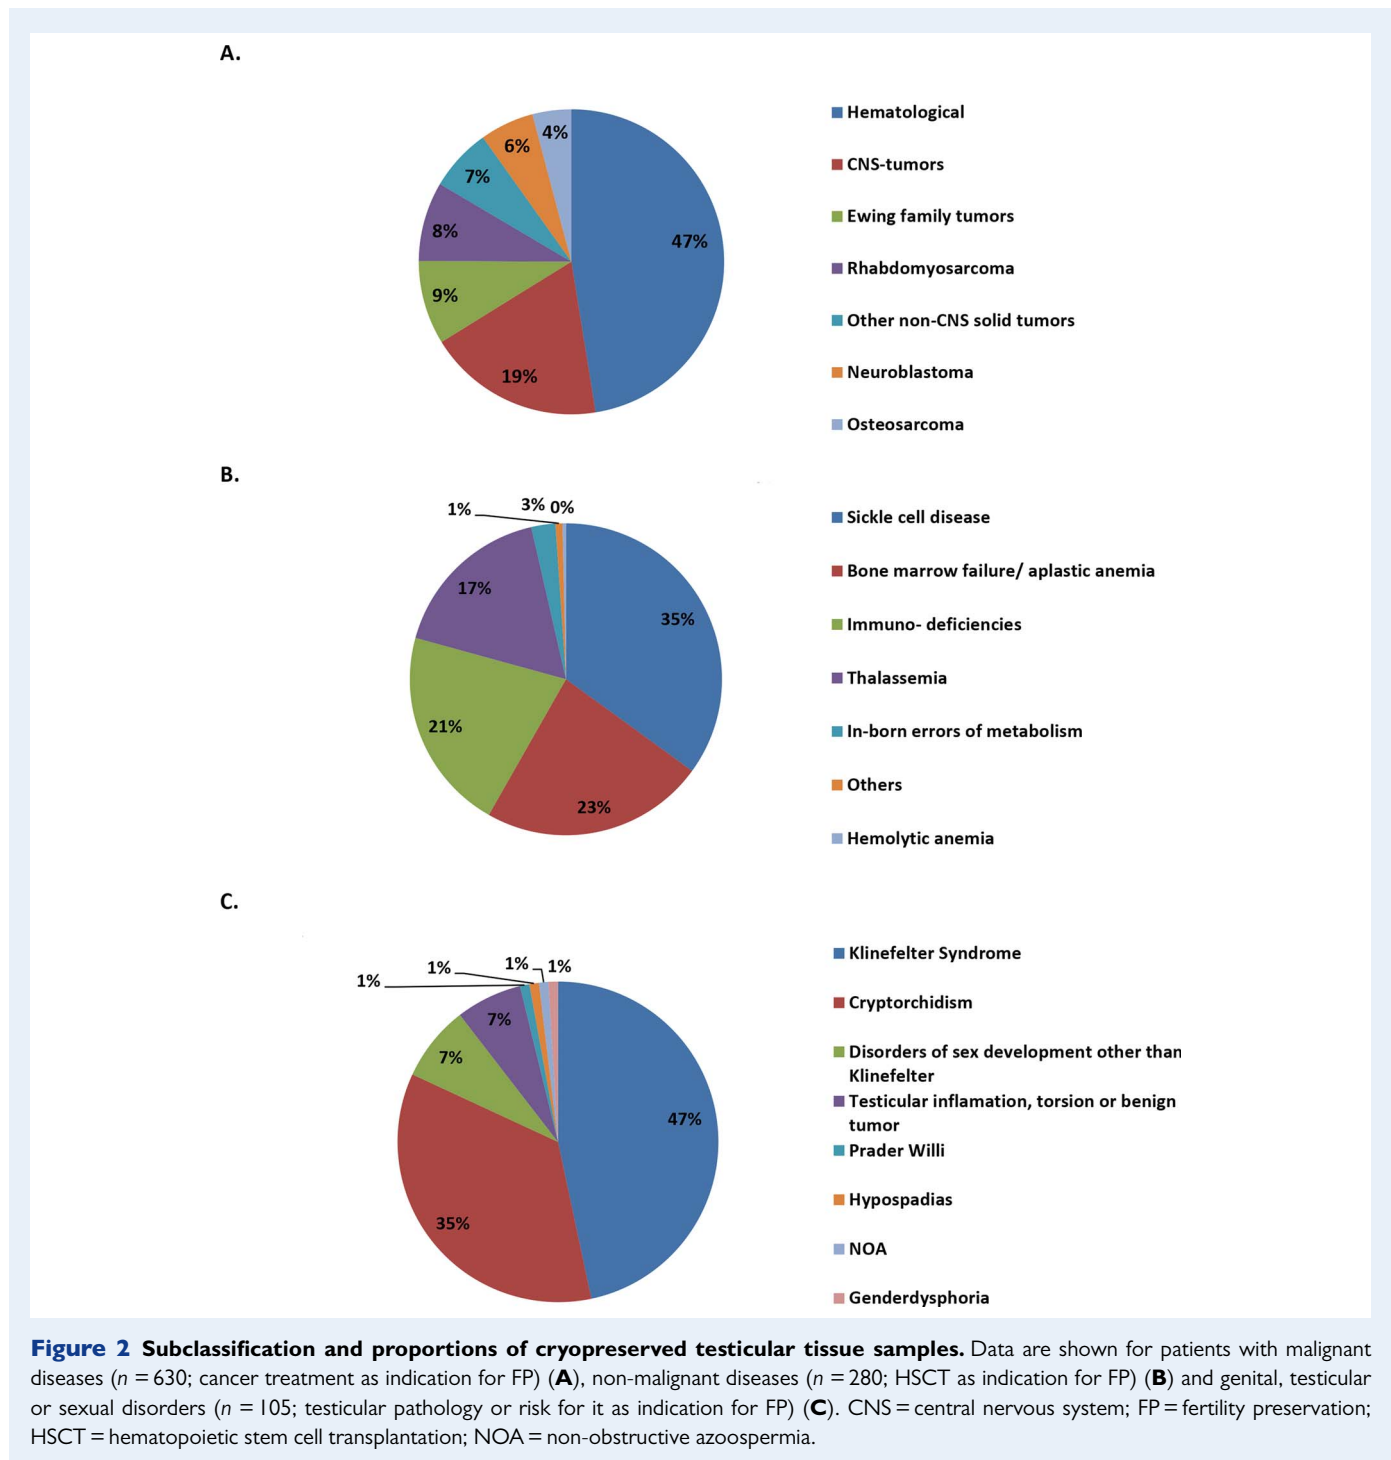 A.
4%
6%
7%
8%
9%
19%
47%
Hematological
CNS-tumors
Ewing family tumors
Rhabdomyosarcoma
Other non-CNS solid tumors
Neuroblastoma
Osteosarcoma
B.
1%
3%
0%
17%
35%
21%
23%
Sickle cell disease
Bone marrow failure/ aplastic anemia
Immuno- deficiencies
Thalassemia
In-born errors of metabolism
Others
Hemolytic anemia
C.
1%
1%
1%
1%
7%
7%
47%
35%
Klinefelter Syndrome
Cryptorchidism
Disorders of sex development other than
Klinefelter
Testicular inflamation, torsion or benign
tumor
Prader Willi
Hypospadias
NOA
Genderdysphoria
Figure 2 Subclassification and proportions of cryopreserved testicular tissue samples. Data are shown for patients with malignant
diseases (n = 630; cancer treatment as indication for FP) (A), non-malignant diseases (n = 280; HSCT as indication for FP) (B) and genital, testicular
or sexual disorders (n = 105; testicular pathology or risk for it as indication for FP) (C). CNS = central nervous system; FP = fertility preservation;
HSCT = hematopoietic stem cell transplantation; NOA = non-obstructive azoospermia.